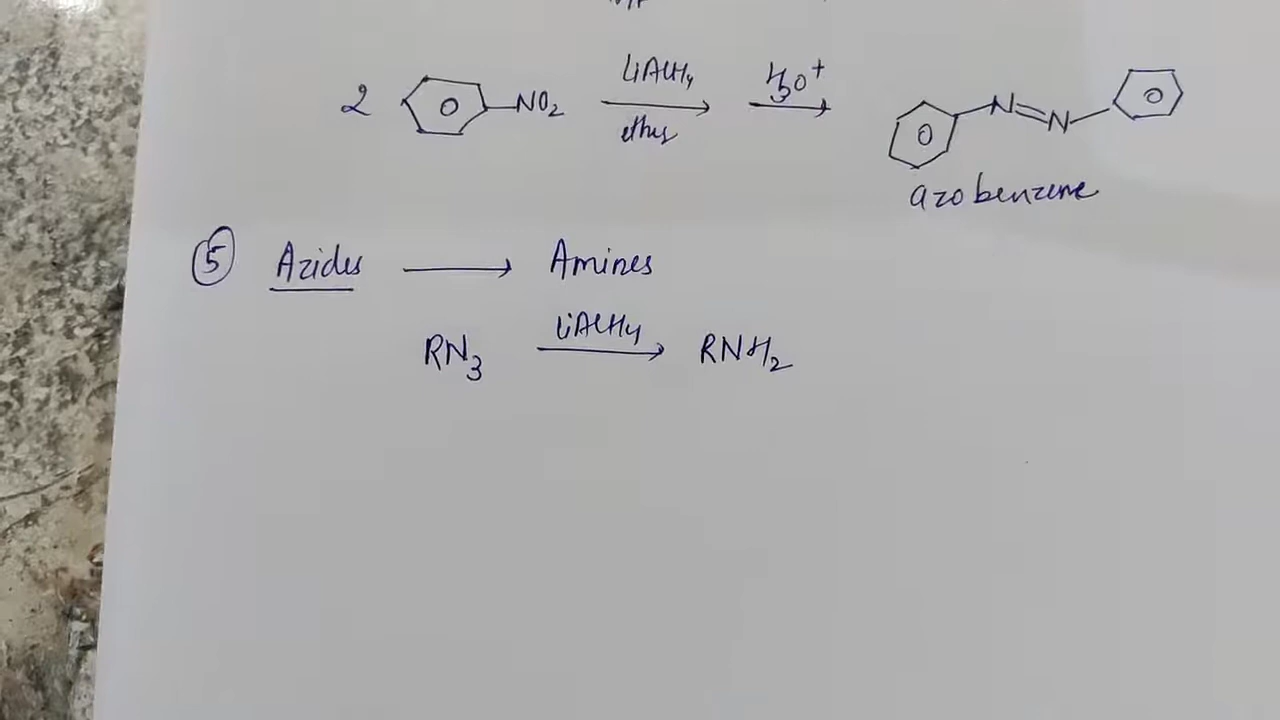 2 NO2 LiAlH4 ether H3O+ N=N
azobenzene
5 Azides → Amines
RN3 LiAlH4 → RNH2